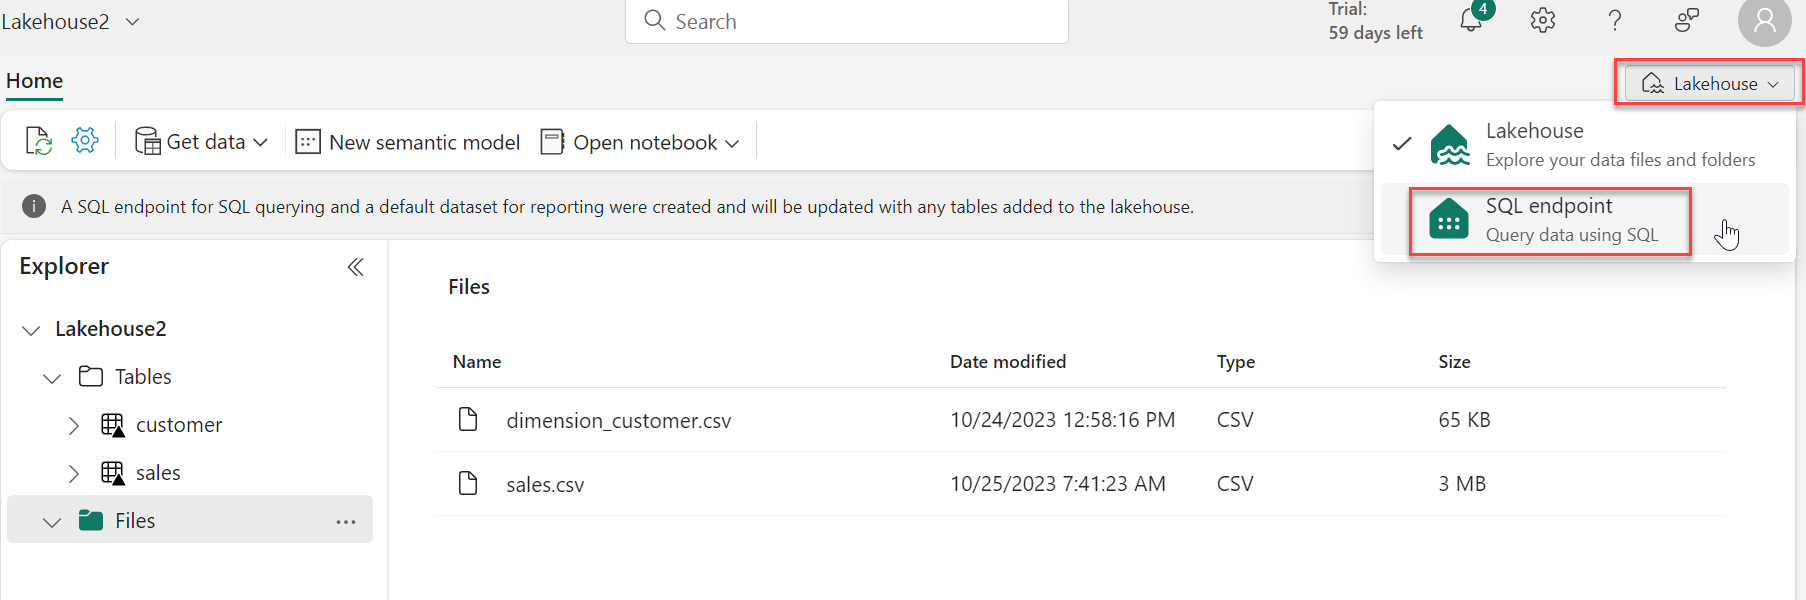 Lakehouse2
Search
Trial:
59 days left
4
Home
Lakehouse
Get data
New semantic model
Open notebook
Lakehouse
Explore your data files and folders
SQL endpoint
Query data using SQL
A SQL endpoint for SQL querying and a default dataset for reporting were created and will be updated with any tables added to the lakehouse.
Explorer
Lakehouse2
Tables
customer
sales
Files
Files
Name Date modified Type Size
dimension_customer.csv 10/24/2023 12:58:16 PM CSV 65 KB
sales.csv 10/25/2023 7:41:23 AM CSV 3 MB